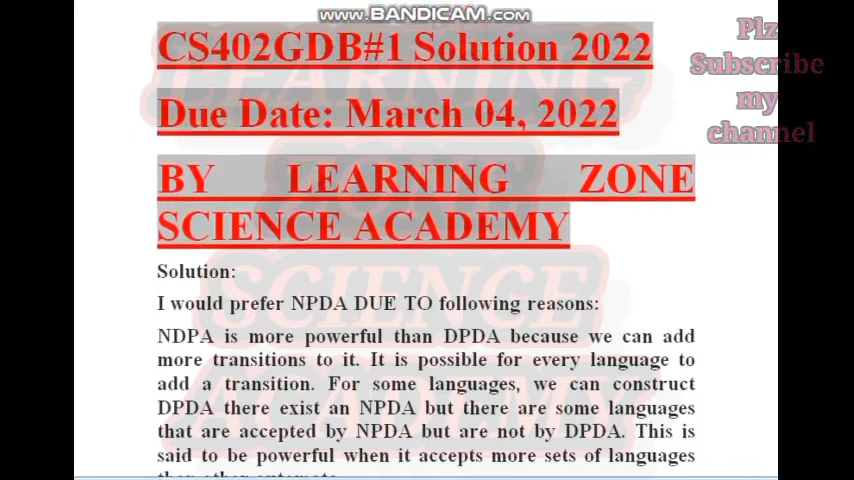 www.BANDICAM.com
CS402GDB#1 Solution 2022
Due Date: March 04, 2022
BY LEARNING ZONE
SCIENCE ACADEMY
Plz
Subscribe
my
channel
LEARNING
ZONE
SCIENCE
ACADEMY
Solution:
I would prefer NPDA DUE TO following reasons:
NDPA is more powerful than DPDA because we can add
more transitions to it. It is possible for every language to
add a transition. For some languages, we can construct
DPDA there exist an NPDA but there are some languages
that are accepted by NPDA but are not by DPDA. This is
said to be powerful when it accepts more sets of languages